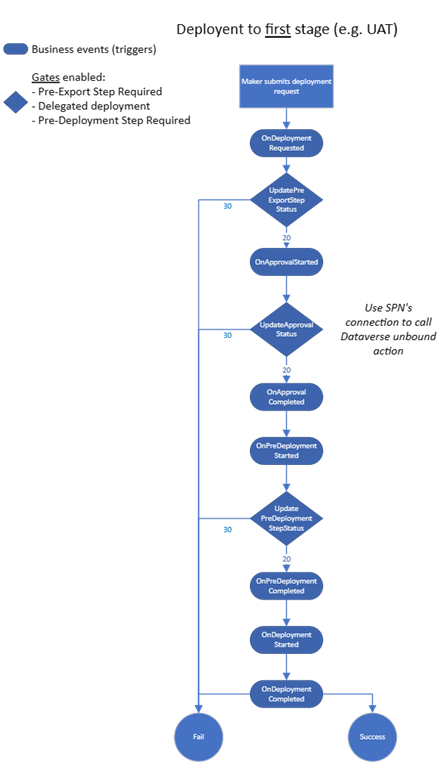 Deployent to first stage (e.g. UAT)
Business events (triggers)
Gates enabled:
- Pre-Export Step Required
- Delegated deployment
- Pre-Deployment Step Required
Maker submits deployment
request
OnDeployment
Requested
UpdatePre
ExportStep
Status
30
20
OnApprovalStarted
UpdateApproval
Status
Use SPN's
connection to call
Dataverse unbound
action
30
20
OnApproval
Completed
OnPreDeployment
Started
Update
PreDeployment
StepStatus
30
20
OnPreDeployment
Completed
OnDeployment
Started
OnDeployment
Completed
Fail
Success